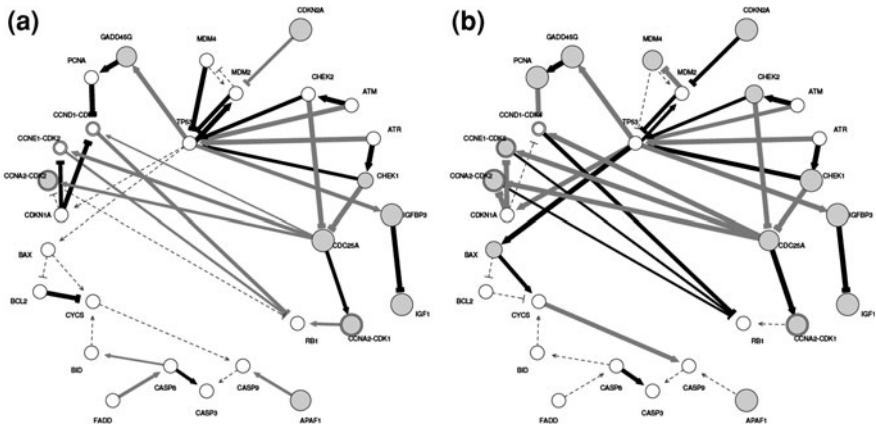 (a)
CDKN2A
GADD45G
MDM4
PCNA
MDM2
CHEK2
ATM
CCND1-CDK4
TP53
CCNE1-CDK2
ATR
CCNA2-CDK2
CHEK1
CDKN1A
IGFBP3
BAX
CDC25A
BCL2
CYCS
IGF1
RB1
CCNA2-CDK1
BID
CASP8
CASP9
FADD
CASP3
APAF1
(b)
CDKN2A
GADD45G
MDM4
PCNA
MDM2
CHEK2
ATM
CCND1-CDK4
TP53
CCNE1-CDK2
ATR
CCNA2-CDK2
CHEK1
CDKN1A
IGFBP3
BAX
CDC25A
BCL2
CYCS
IGF1
RB1
CCNA2-CDK1
BID
CASP8
CASP9
FADD
CASP3
APAF1